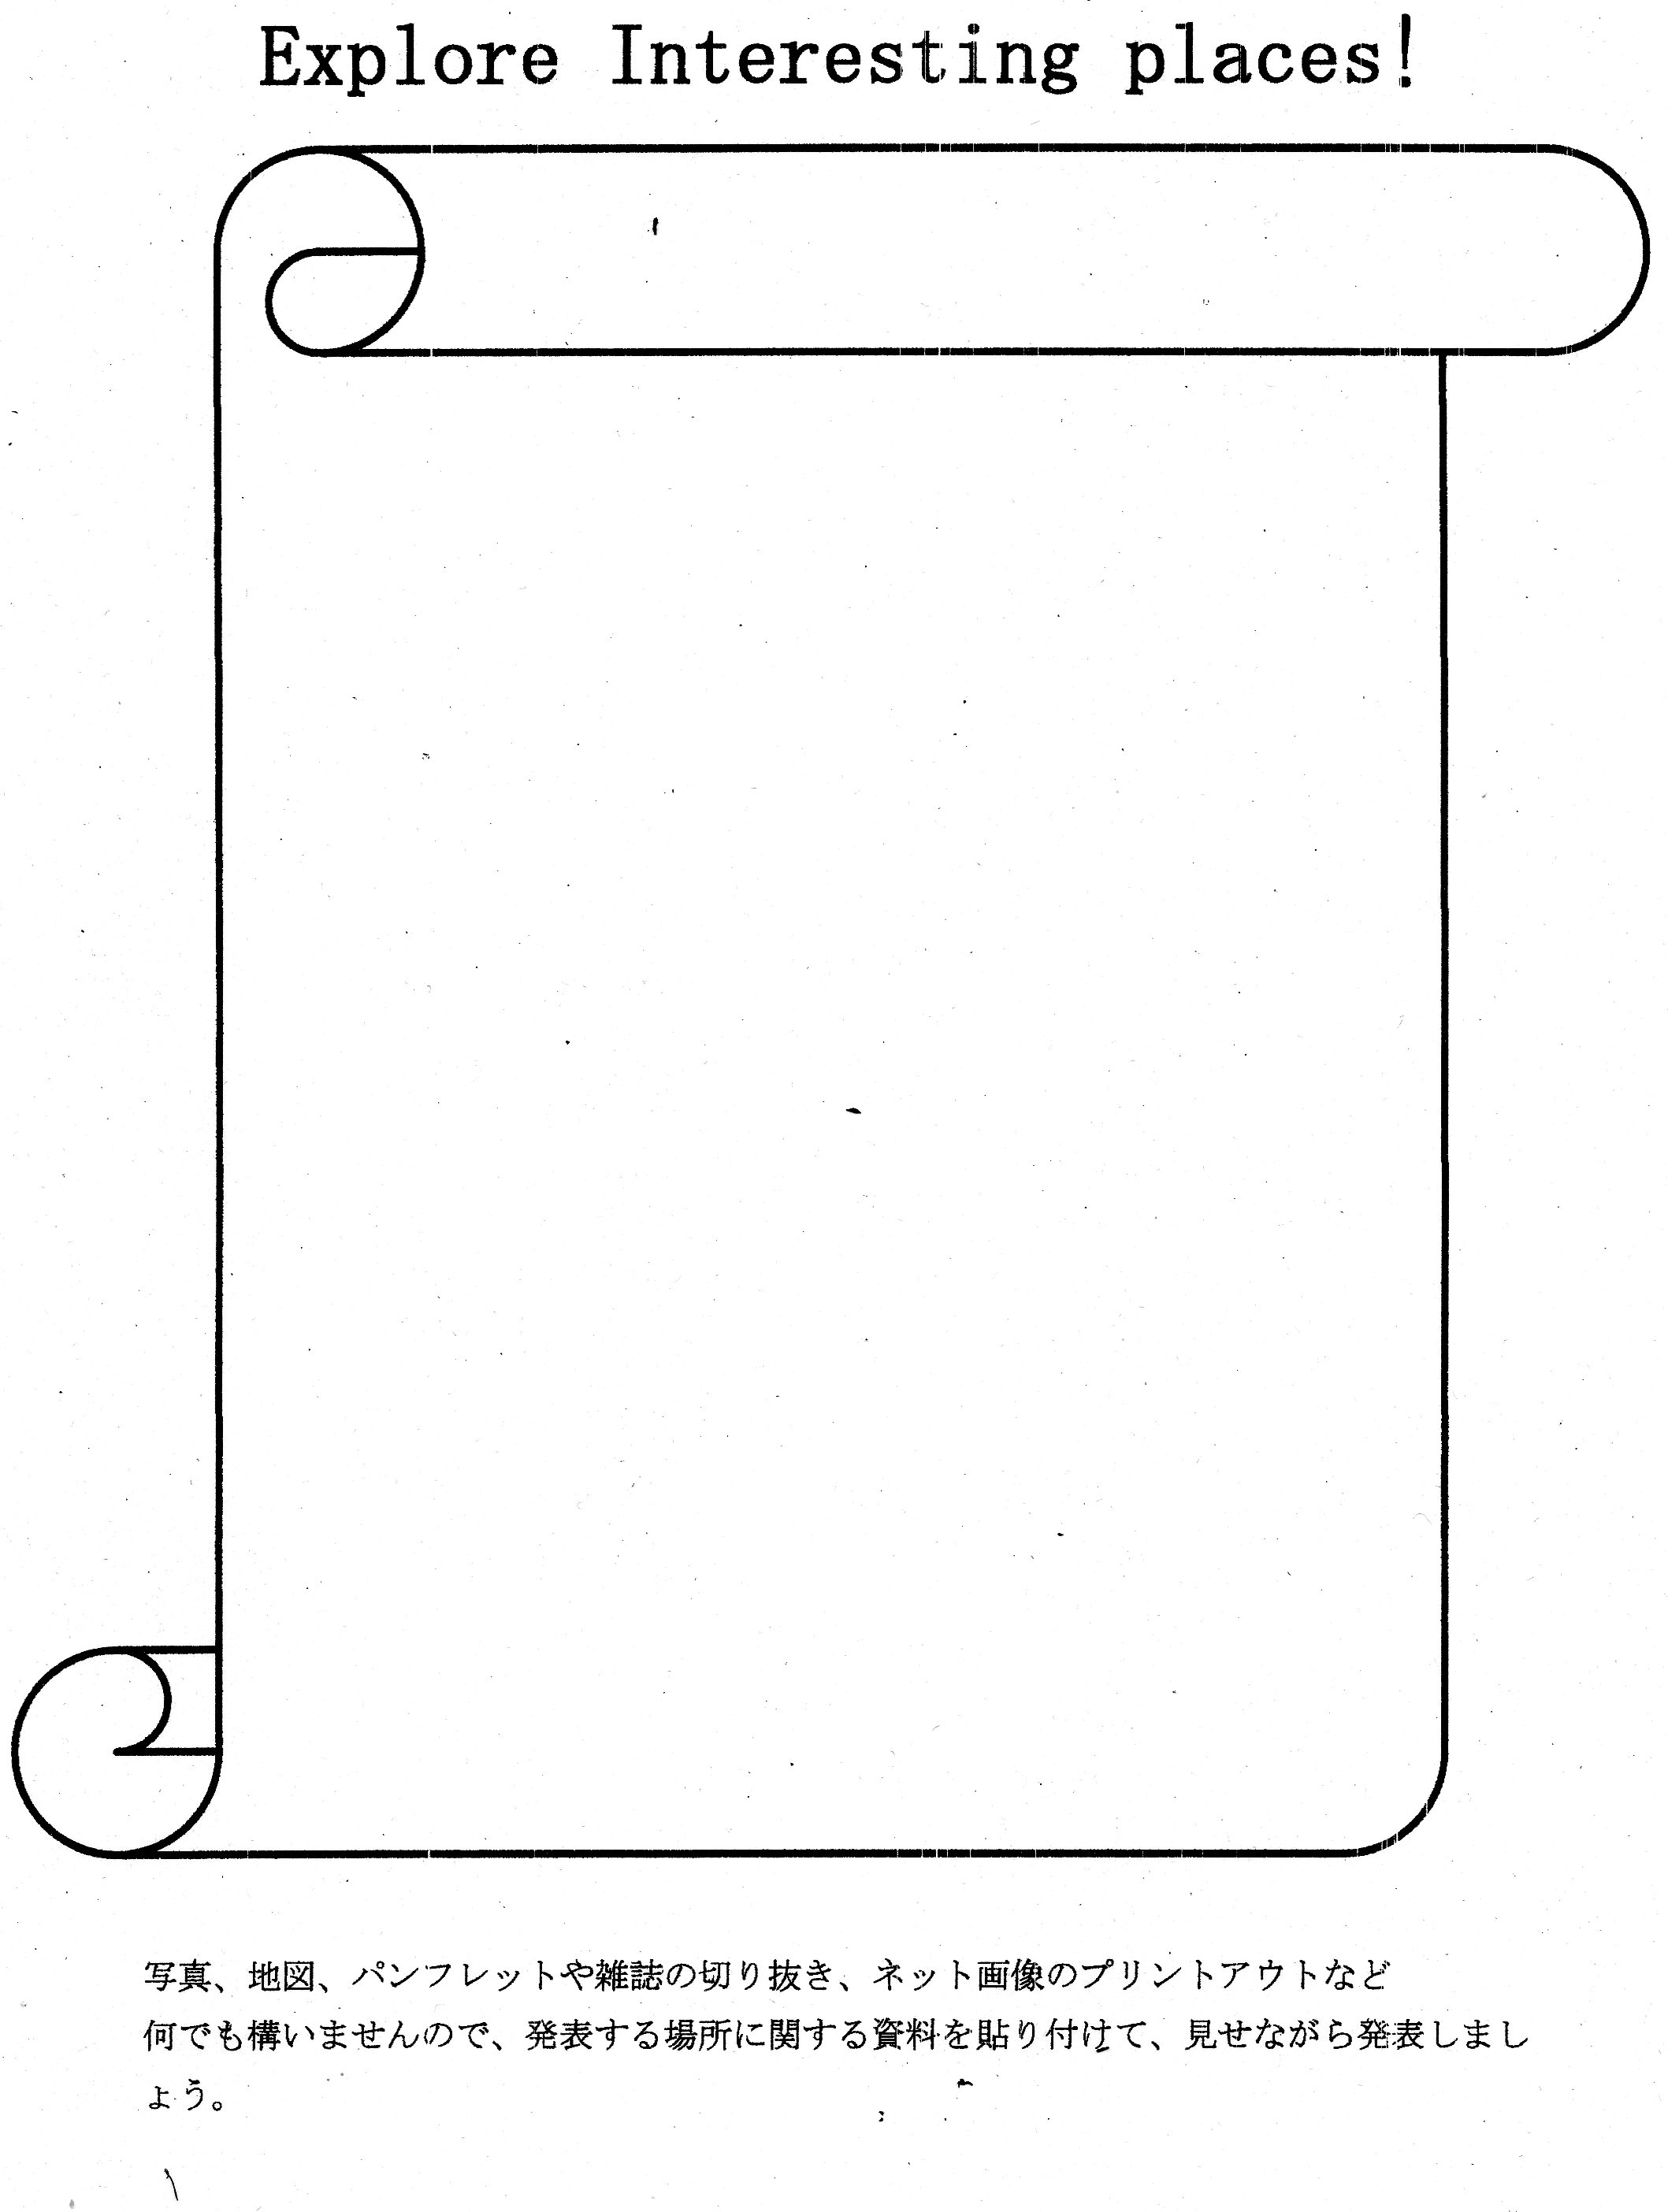 Explore Interesting places!
写真、地図、パンフレットや雑誌の切り抜き、ネット画像のプリントアウトなど
何でも構いませんので、発表する場所に関する資料を貼り付けて、見せながら発表しまし
ょう。